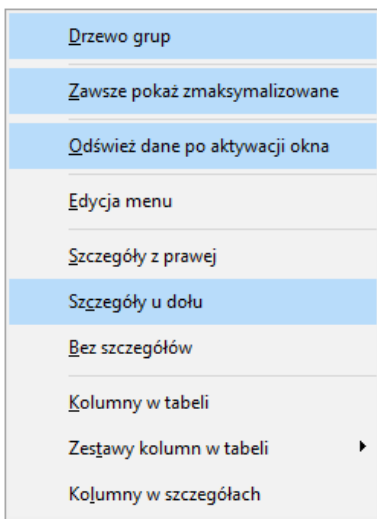 Drzewo grup
Zawsze pokaż zmaksymalizowane
Odśwież dane po aktywacji okna
Edycja menu
Szczegóły z prawej
Szczegóły u dołu
Bez szczegółów
Kolumny w tabeli
Zestawy kolumn w tabeli
Kolumny w szczegółach